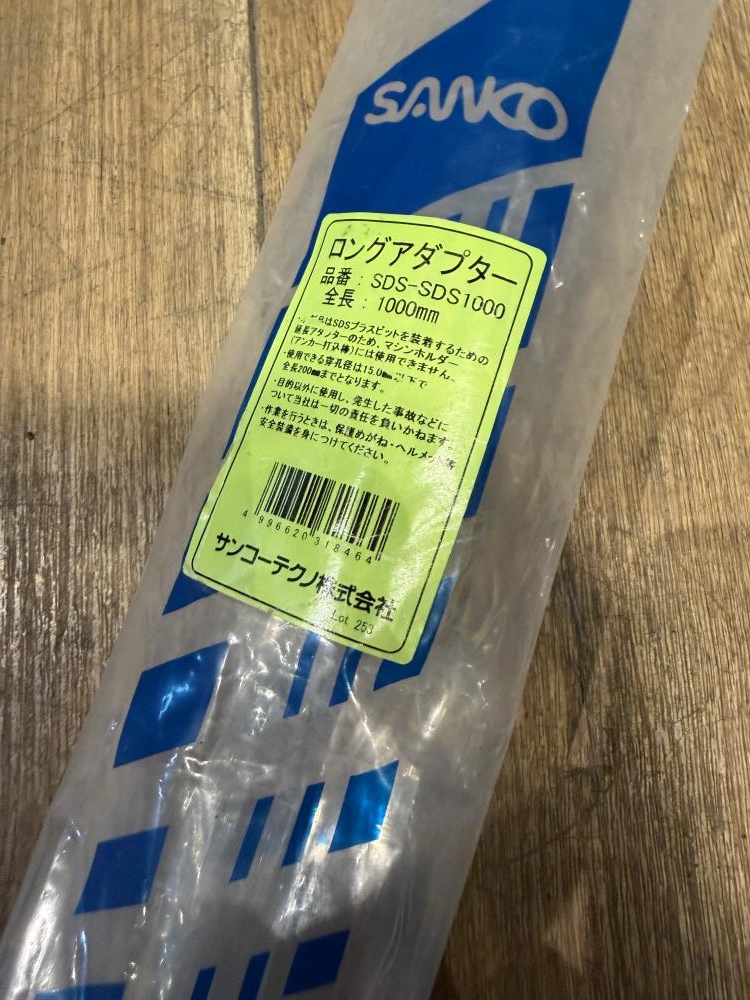 SANKO
ロングアダプター
品番：SDS-SDS1000
全長：1000mm
品はSDSプラスビットを装着するための
延長アダプターのため、マシンホルダー
(アンカー打込棒)には使用できません。
・使用できる穿孔径は15.0mm以下で
全長200mmまでとなります。
・目的以外に使用し、発生した事故などに
ついて当社は一切の責任を負いかねます。
・作業を行うときは、保護めがね・ヘルメット等
安全装備を身につけてください。
4 996620 318464
サンコーテクノ株式会社
Lot 253